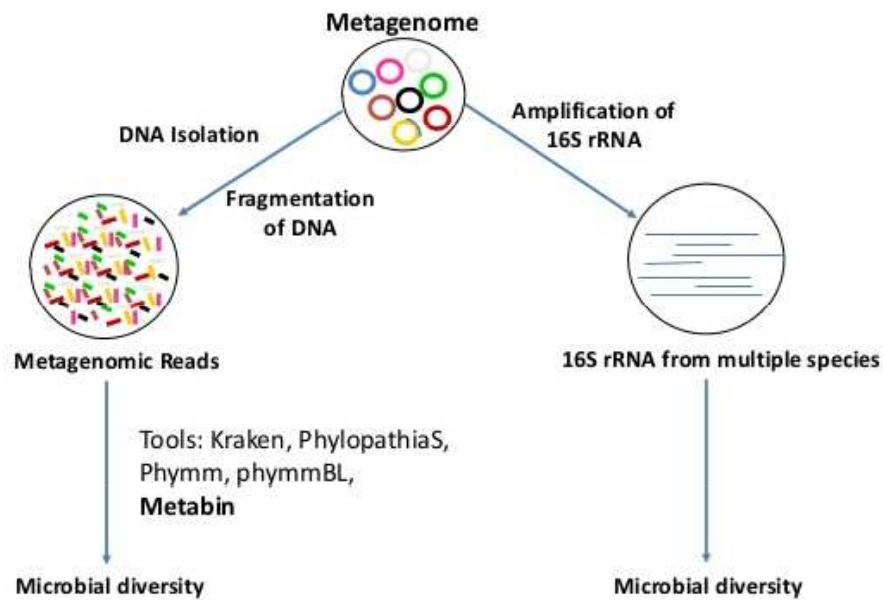 Metagenome
DNA Isolation
Amplification of
16S rRNA
Fragmentation
of DNA
Metagenomic Reads
16S rRNA from multiple species
Tools: Kraken, PhylopathiaS,
Phymm, phymmBL,
Metabin
Microbial diversity
Microbial diversity